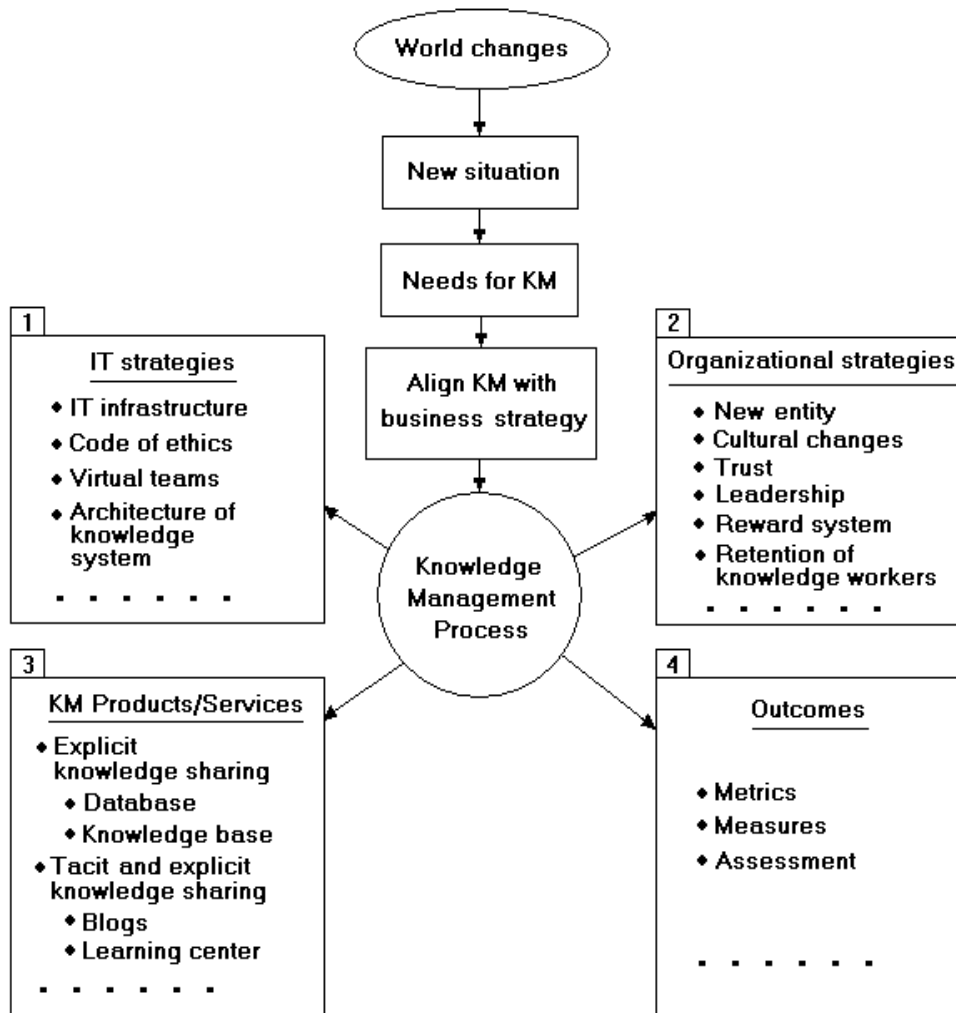 World changes
New situation
Needs for KM
Align KM with
business strategy
Knowledge
Management
Process
1
IT strategies
IT infrastructure
Code of ethics
Virtual teams
Architecture of
knowledge
system
2
Organizational strategies
New entity
Cultural changes
Trust
Leadership
Reward system
Retention of
knowledge workers
3
KM Products/Services
Explicit
knowledge sharing
Database
Knowledge base
Tacit and explicit
knowledge sharing
Blogs
Learning center
4
Outcomes
Metrics
Measures
Assessment